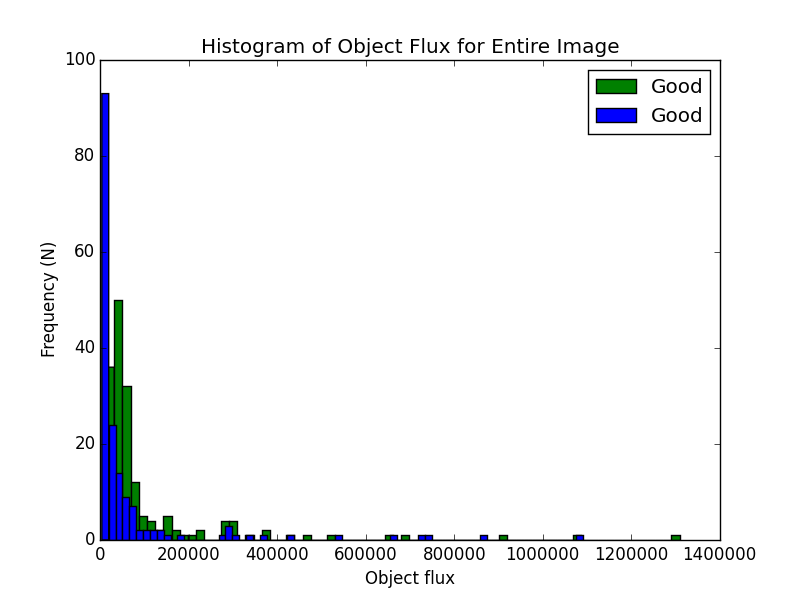 Histogram of Object Flux for Entire Image
Good
Good
100
80
60
40
20
0
Frequency (N)
0 200000 400000 600000 800000 1000000 1200000 1400000
Object flux